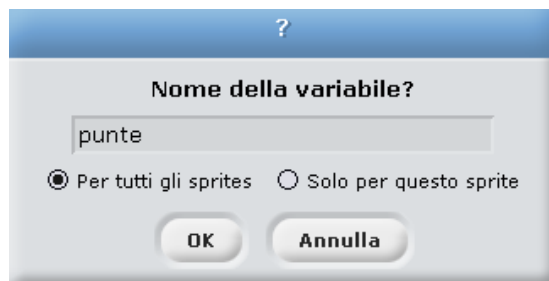 ?
Nome della variabile?
punte
Per tutti gli sprites Solo per questo sprite
OK Annulla